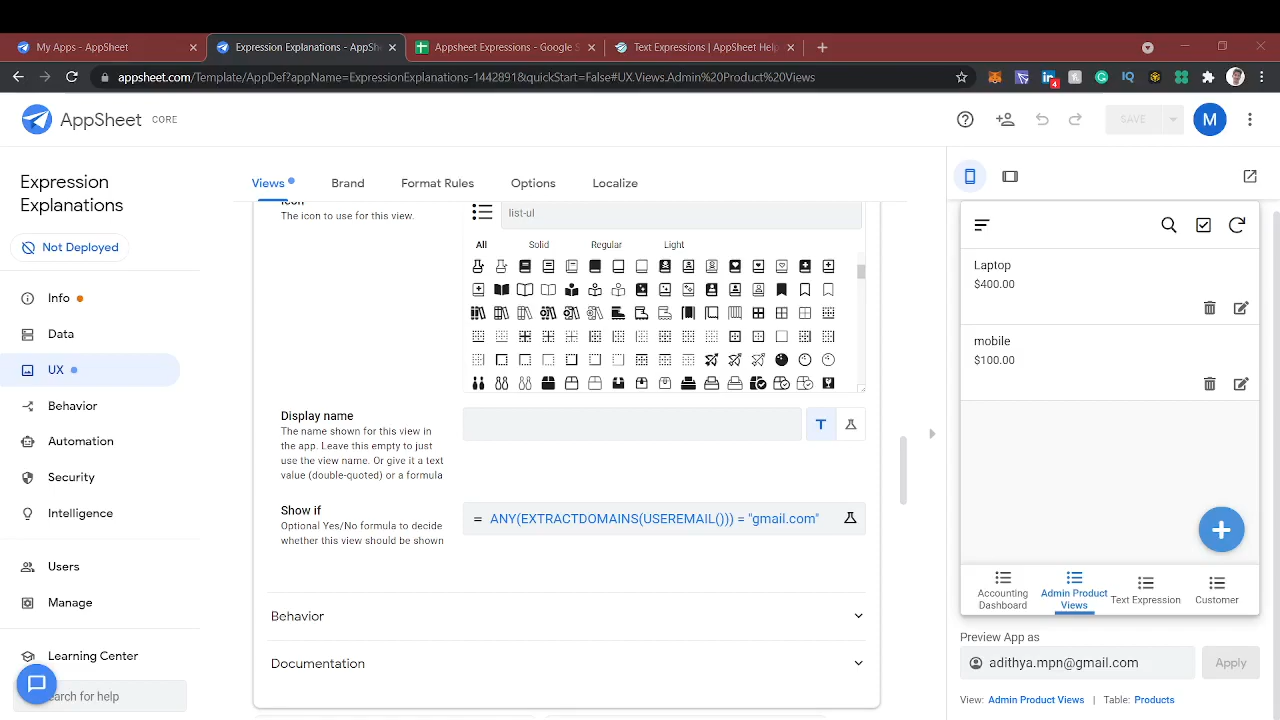 My Apps - AppSheet
Expression Explanations - AppSh
Appsheet Expressions - Google S
Text Expressions | AppSheet Help
appsheet.com/Template/AppDef?appName=ExpressionExplanations-1442891&quickStart=False#UX.Views.Admin%20Product%20Views
4
AppSheet CORE
SAVE
M
Expression
Explanations
Not Deployed
Info
Data
UX
Behavior
Automation
Security
Intelligence
Users
Manage
Learning Center
earch for help
Views
Brand
Format Rules
Options
Localize
Icon
The icon to use for this view.
list-ul
All
Solid
Regular
Light
Display name
The name shown for this view in
the app. Leave this empty to just
use the view name. Or give it a text
value (double-quoted) or a formula
T
Show if
Optional Yes/No formula to decide
whether this view should be shown
= ANY(EXTRACTDOMAINS(USEREMAIL())) = "gmail.com"
Behavior
Documentation
Laptop
$400.00
mobile
$100.00
Accounting
Dashboard
Admin Product
Views
Text Expression
Customer
Preview App as
adithya.mpn@gmail.com
Apply
View: Admin Product Views | Table: Products